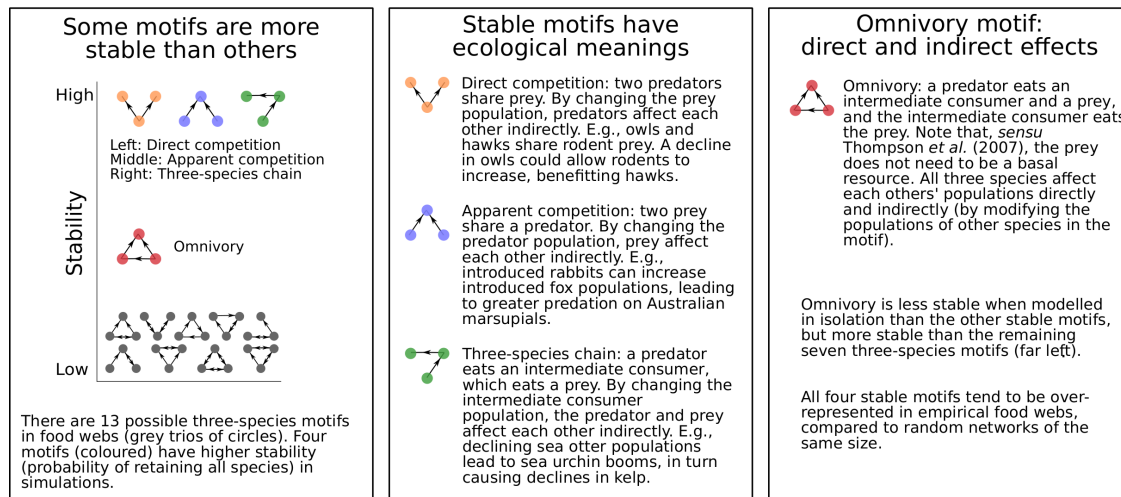 Some motifs are more
stable than others
High
Left: Direct competition
Middle: Apparent competition
Right: Three-species chain
Stability
Omnivory
Low
There are 13 possible three-species motifs
in food webs (grey trios of circles). Four
motifs (coloured) have higher stability
(probability of retaining all species) in
simulations.
Stable motifs have
ecological meanings
Direct competition: two predators
share prey. By changing the prey
population, predators affect each
other indirectly. E.g., owls and
hawks share rodent prey. A decline
in owls could allow rodents to
increase, benefitting hawks.
Apparent competition: two prey
share a predator. By changing the
predator population, prey affect
each other indirectly. E.g.,
introduced rabbits can increase
introduced fox populations, leading
to greater predation on Australian
marsupials.
Three-species chain: a predator
eats an intermediate consumer,
which eats a prey. By changing the
intermediate consumer
population, the predator and prey
affect each other indirectly. E.g.,
declining sea otter populations
lead to sea urchin booms, in turn
causing declines in kelp.
Omnivory motif:
direct and indirect effects
Omnivory: a predator eats an
intermediate consumer and a prey,
and the intermediate consumer eats
the prey. Note that, sensu
Thompson et al. (2007), the prey
does not need to be a basal
resource. All three species affect
each others' populations directly
and indirectly (by modifying the
populations of other species in the
motif).
Omnivory is less stable when modelled
in isolation than the other stable motifs,
but more stable than the remaining
seven three-species motifs (far left).
All four stable motifs tend to be over-
represented in empirical food webs,
compared to random networks of the
same size.